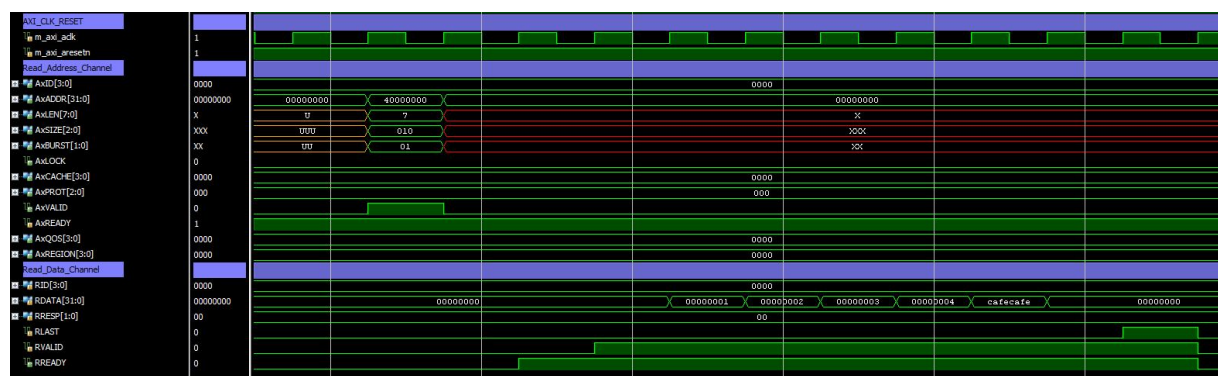 AXI_CLK_RESET
m_axi_aclk 1
m_axi_aresetn 1
Read_Address_Channel
AxID[3:0] 0000 0000
AxADDR[31:0] 00000000 00000000 40000000 00000000
AxLEN[7:0] X U 7 X
AxSIZE[2:0] XXX UUU 010 XXX
AxBURST[1:0] XX UU 01 XX
AxLOCK 0
AxCACHE[3:0] 0000 0000
AxPROT[2:0] 000 000
AxVALID 0
AxREADY 1
AxQOS[3:0] 0000 0000
AxREGION[3:0] 0000 0000
Read_Data_Channel
RID[3:0] 0000 0000
RDATA[31:0] 00000000 00000000 00000001 00000002 00000003 00000004 cafecafe 00000000
RRESP[1:0] 00 00
RLAST 0
RVALID 0
RREADY 0